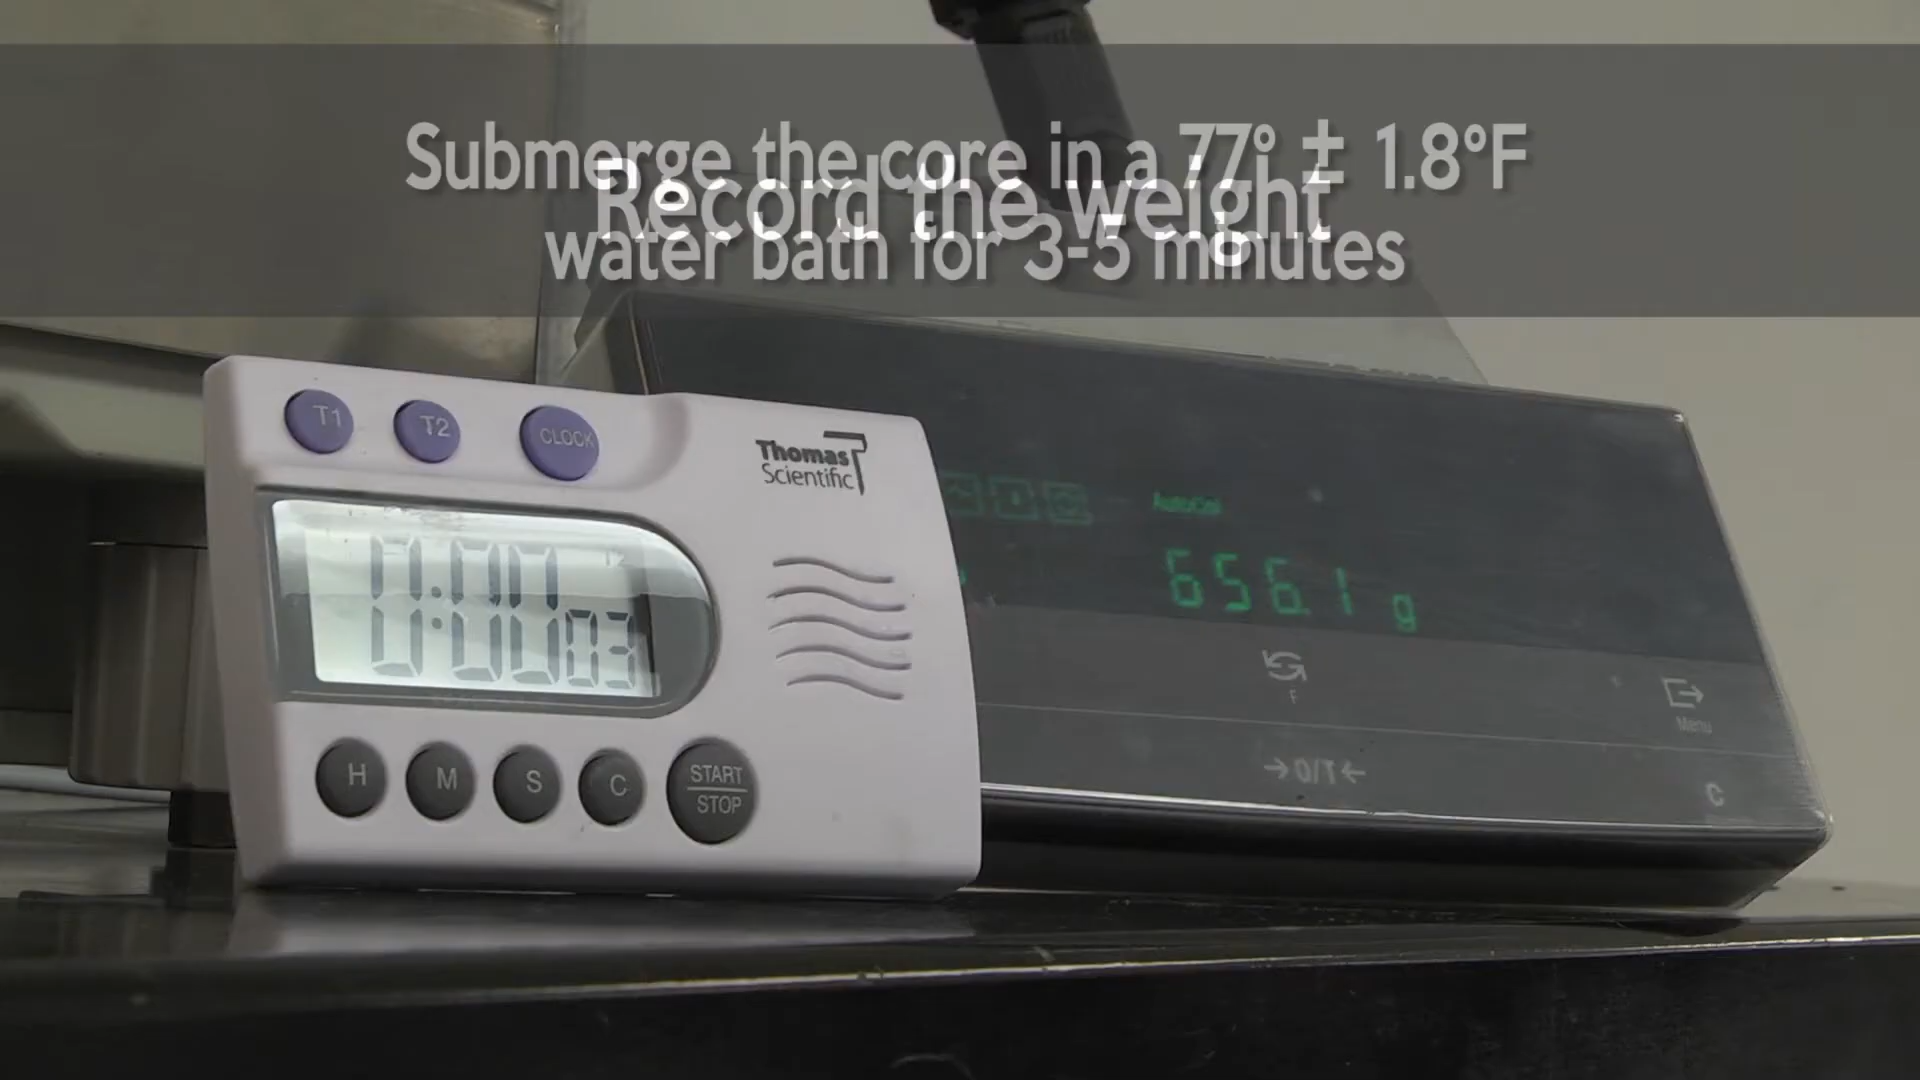 Submerge the core in a 77° ± 1.8°F
water bath for 3-5 minutes
Record the weight
T1 T2 CLOCK
Thomas
Scientific
AutoCal
656.1 g
0:00 03
F
Menu
H M S C START
STOP
→0/T←
C